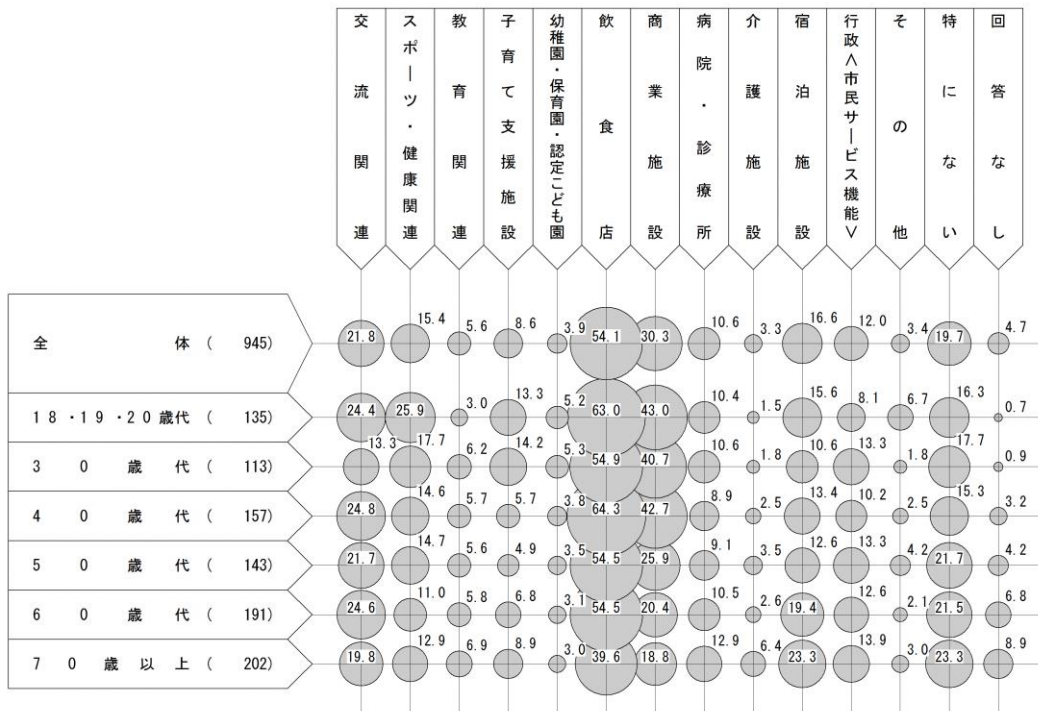 交流関連
スポーツ・健康関連
教育関連
子育て支援施設
幼稚園・保育園・認定こども園
飲食店
商業施設
病院・診療所
介護施設
宿泊施設
行政<市民サービス機能>
その他
特にない
回答なし
全体 ( 945) 21.8 15.4 5.6 8.6 3.9 54.1 30.3 10.6 3.3 16.6 12.0 3.4 19.7 4.7
18・19・20歳代 ( 135) 24.4 25.9 3.0 13.3 5.2 63.0 43.0 10.4 1.5 15.6 8.1 6.7 16.3 0.7
30歳代 ( 113) 13.3 17.7 6.2 14.2 5.3 54.9 40.7 10.6 1.8 10.6 13.3 1.8 17.7 0.9
40歳代 ( 157) 24.8 14.6 5.7 5.7 3.8 64.3 42.7 8.9 2.5 13.4 10.2 2.5 15.3 3.2
50歳代 ( 143) 21.7 14.7 5.6 4.9 3.5 54.5 25.9 9.1 3.5 12.6 13.3 4.2 21.7 4.2
60歳代 ( 191) 24.6 11.0 5.8 6.8 3.1 54.5 20.4 10.5 2.6 19.4 12.6 2.1 21.5 6.8
70歳以上 ( 202) 19.8 12.9 6.9 8.9 3.0 39.6 18.8 12.9 6.4 23.3 13.9 3.0 23.3 8.9